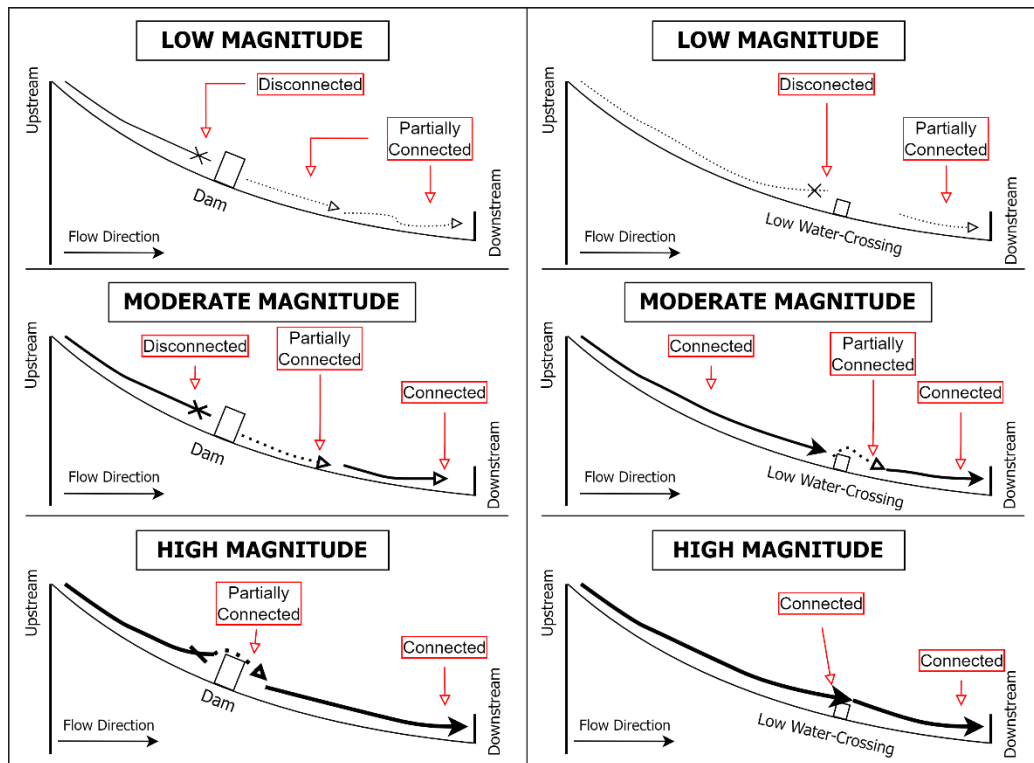 LOW MAGNITUDE
Upstream
Disconnected
Partially
Connected
Dam
Flow Direction
Downstream
LOW MAGNITUDE
Upstream
Disconected
Partially
Connected
Low Water-Crossing
Flow Direction
Downstream
MODERATE MAGNITUDE
Upstream
Disconnected
Partially
Connected
Connected
Dam
Flow Direction
Downstream
MODERATE MAGNITUDE
Upstream
Connected
Partially
Connected
Connected
Low Water-Crossing
Flow Direction
Downstream
HIGH MAGNITUDE
Upstream
Partially
Connected
Connected
Dam
Flow Direction
Downstream
HIGH MAGNITUDE
Upstream
Connected
Connected
Low Water-Crossing
Flow Direction
Downstream